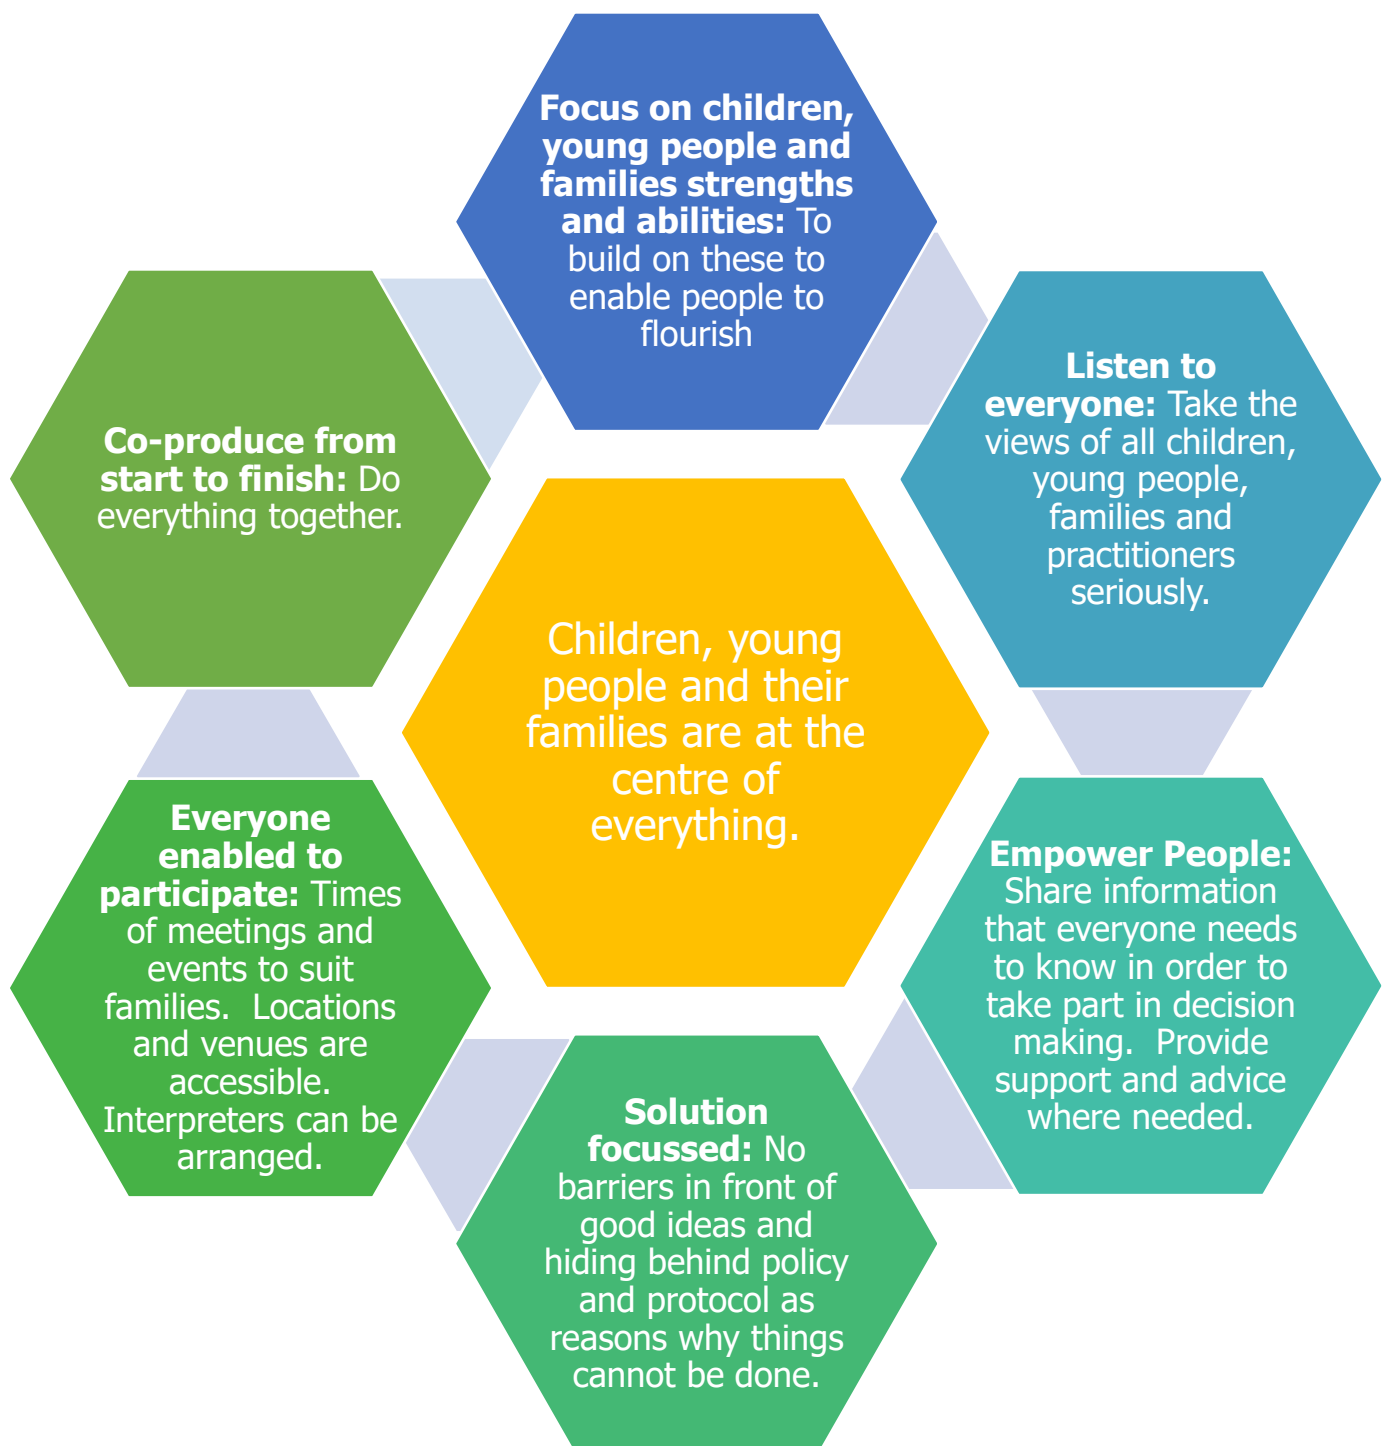 Focus on children,
young people and
families strengths
and abilities: To
build on these to
enable people to
flourish
Listen to
everyone: Take the
views of all children,
young people,
families and
practitioners
seriously.
Empower People:
Share information
that everyone needs
to know in order to
take part in decision
making.  Provide
support and advice
where needed.
Solution
focussed: No
barriers in front of
good ideas and
hiding behind policy
and protocol as
reasons why things
cannot be done.
Everyone
enabled to
participate: Times
of meetings and
events to suit
families.  Locations
and venues are
accessible.
Interpreters can be
arranged.
Co-produce from
start to finish: Do
everything together.
Children, young
people and their
families are at the
centre of
everything.